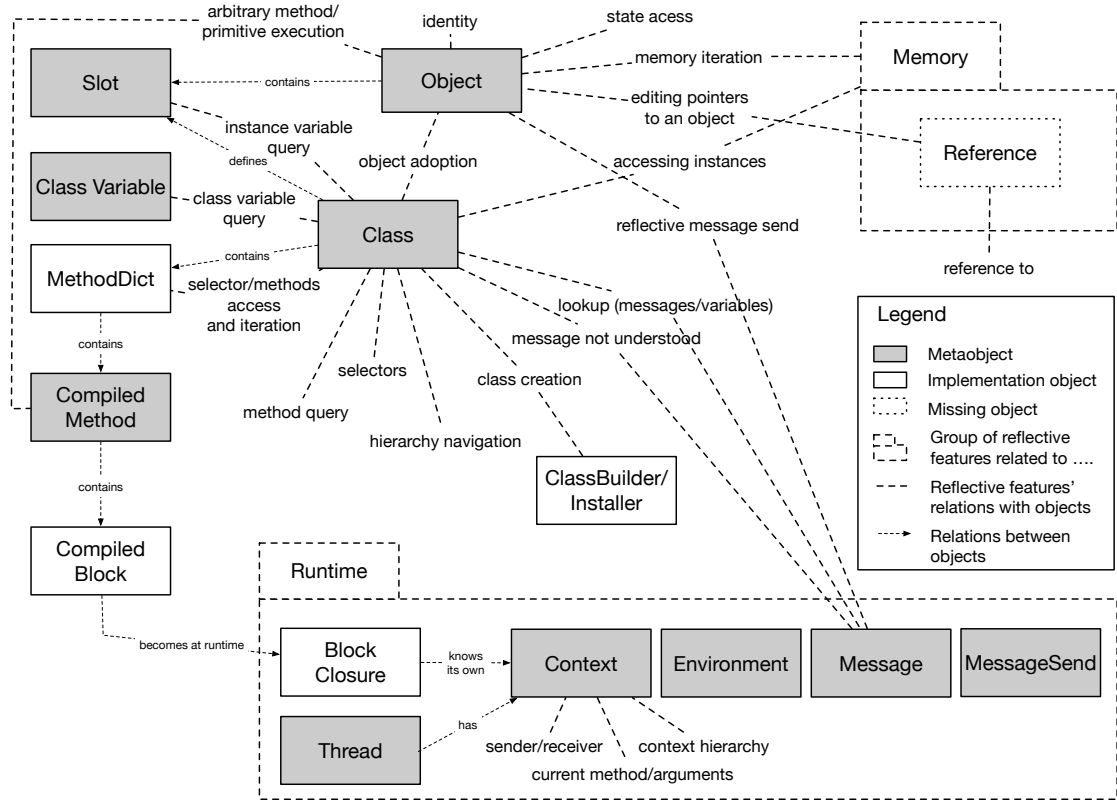 arbitrary method/
primitive execution
identity
state acess
memory iteration
Memory
Slot
contains
Object
editing pointers
to an object
Reference
instance variable
query
defines
object adoption
accessing instances
Class Variable
class variable
query
Class
reflective message send
reference to
MethodDict
contains
selector/methods
access
and iteration
lookup (messages/variables)
message not understood
contains
selectors
class creation
method query
hierarchy navigation
Compiled
Method
ClassBuilder/
Installer
contains
Compiled
Block
Legend
Metaobject
Implementation object
Missing object
Group of reflective
features related to ....
Reflective features'
relations with objects
Relations between
objects
Runtime
becomes at runtime
Block
Closure
knows
its own
Context
Environment
Message
MessageSend
Thread
has
sender/receiver
context hierarchy
current method/arguments